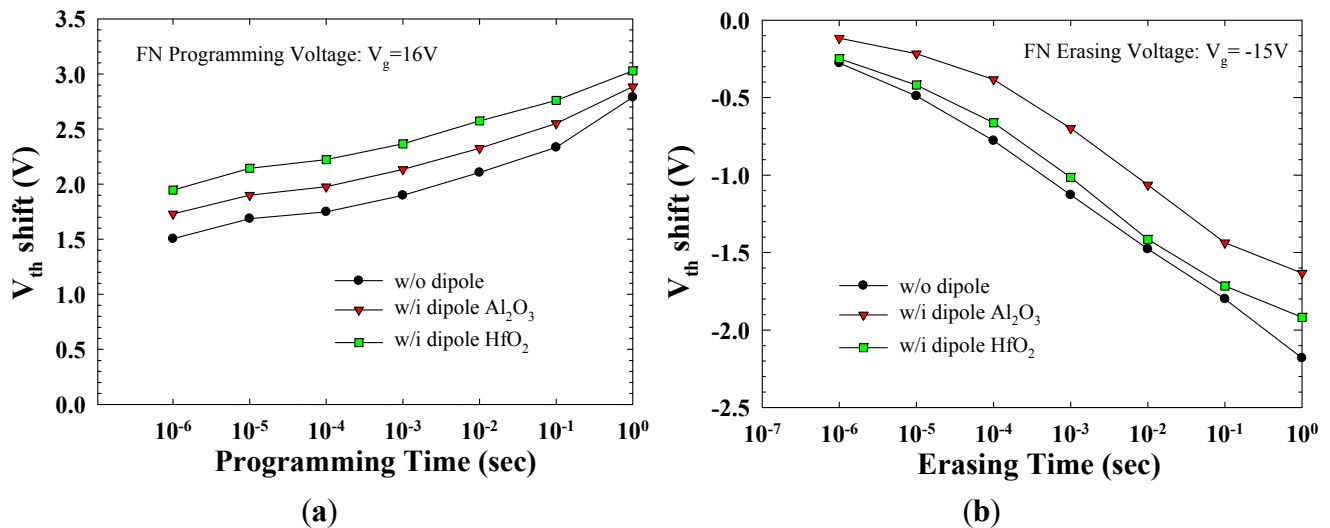 3.5
3.0
2.5
2.0
1.5
1.0
0.5
0.0
V_th shift (V)
FN Programming Voltage: V_g=16V
w/o dipole
w/i dipole Al₂O₃
w/i dipole HfO₂
10⁻⁶ 10⁻⁵ 10⁻⁴ 10⁻³ 10⁻² 10⁻¹ 10⁰
Programming Time (sec)
(a)
0.0
-0.5
-1.0
-1.5
-2.0
-2.5
V_th shift (V)
FN Erasing Voltage: V_g= -15V
w/o dipole
w/i dipole Al₂O₃
w/i dipole HfO₂
10⁻⁷ 10⁻⁶ 10⁻⁵ 10⁻⁴ 10⁻³ 10⁻² 10⁻¹ 10⁰
Erasing Time (sec)
(b)